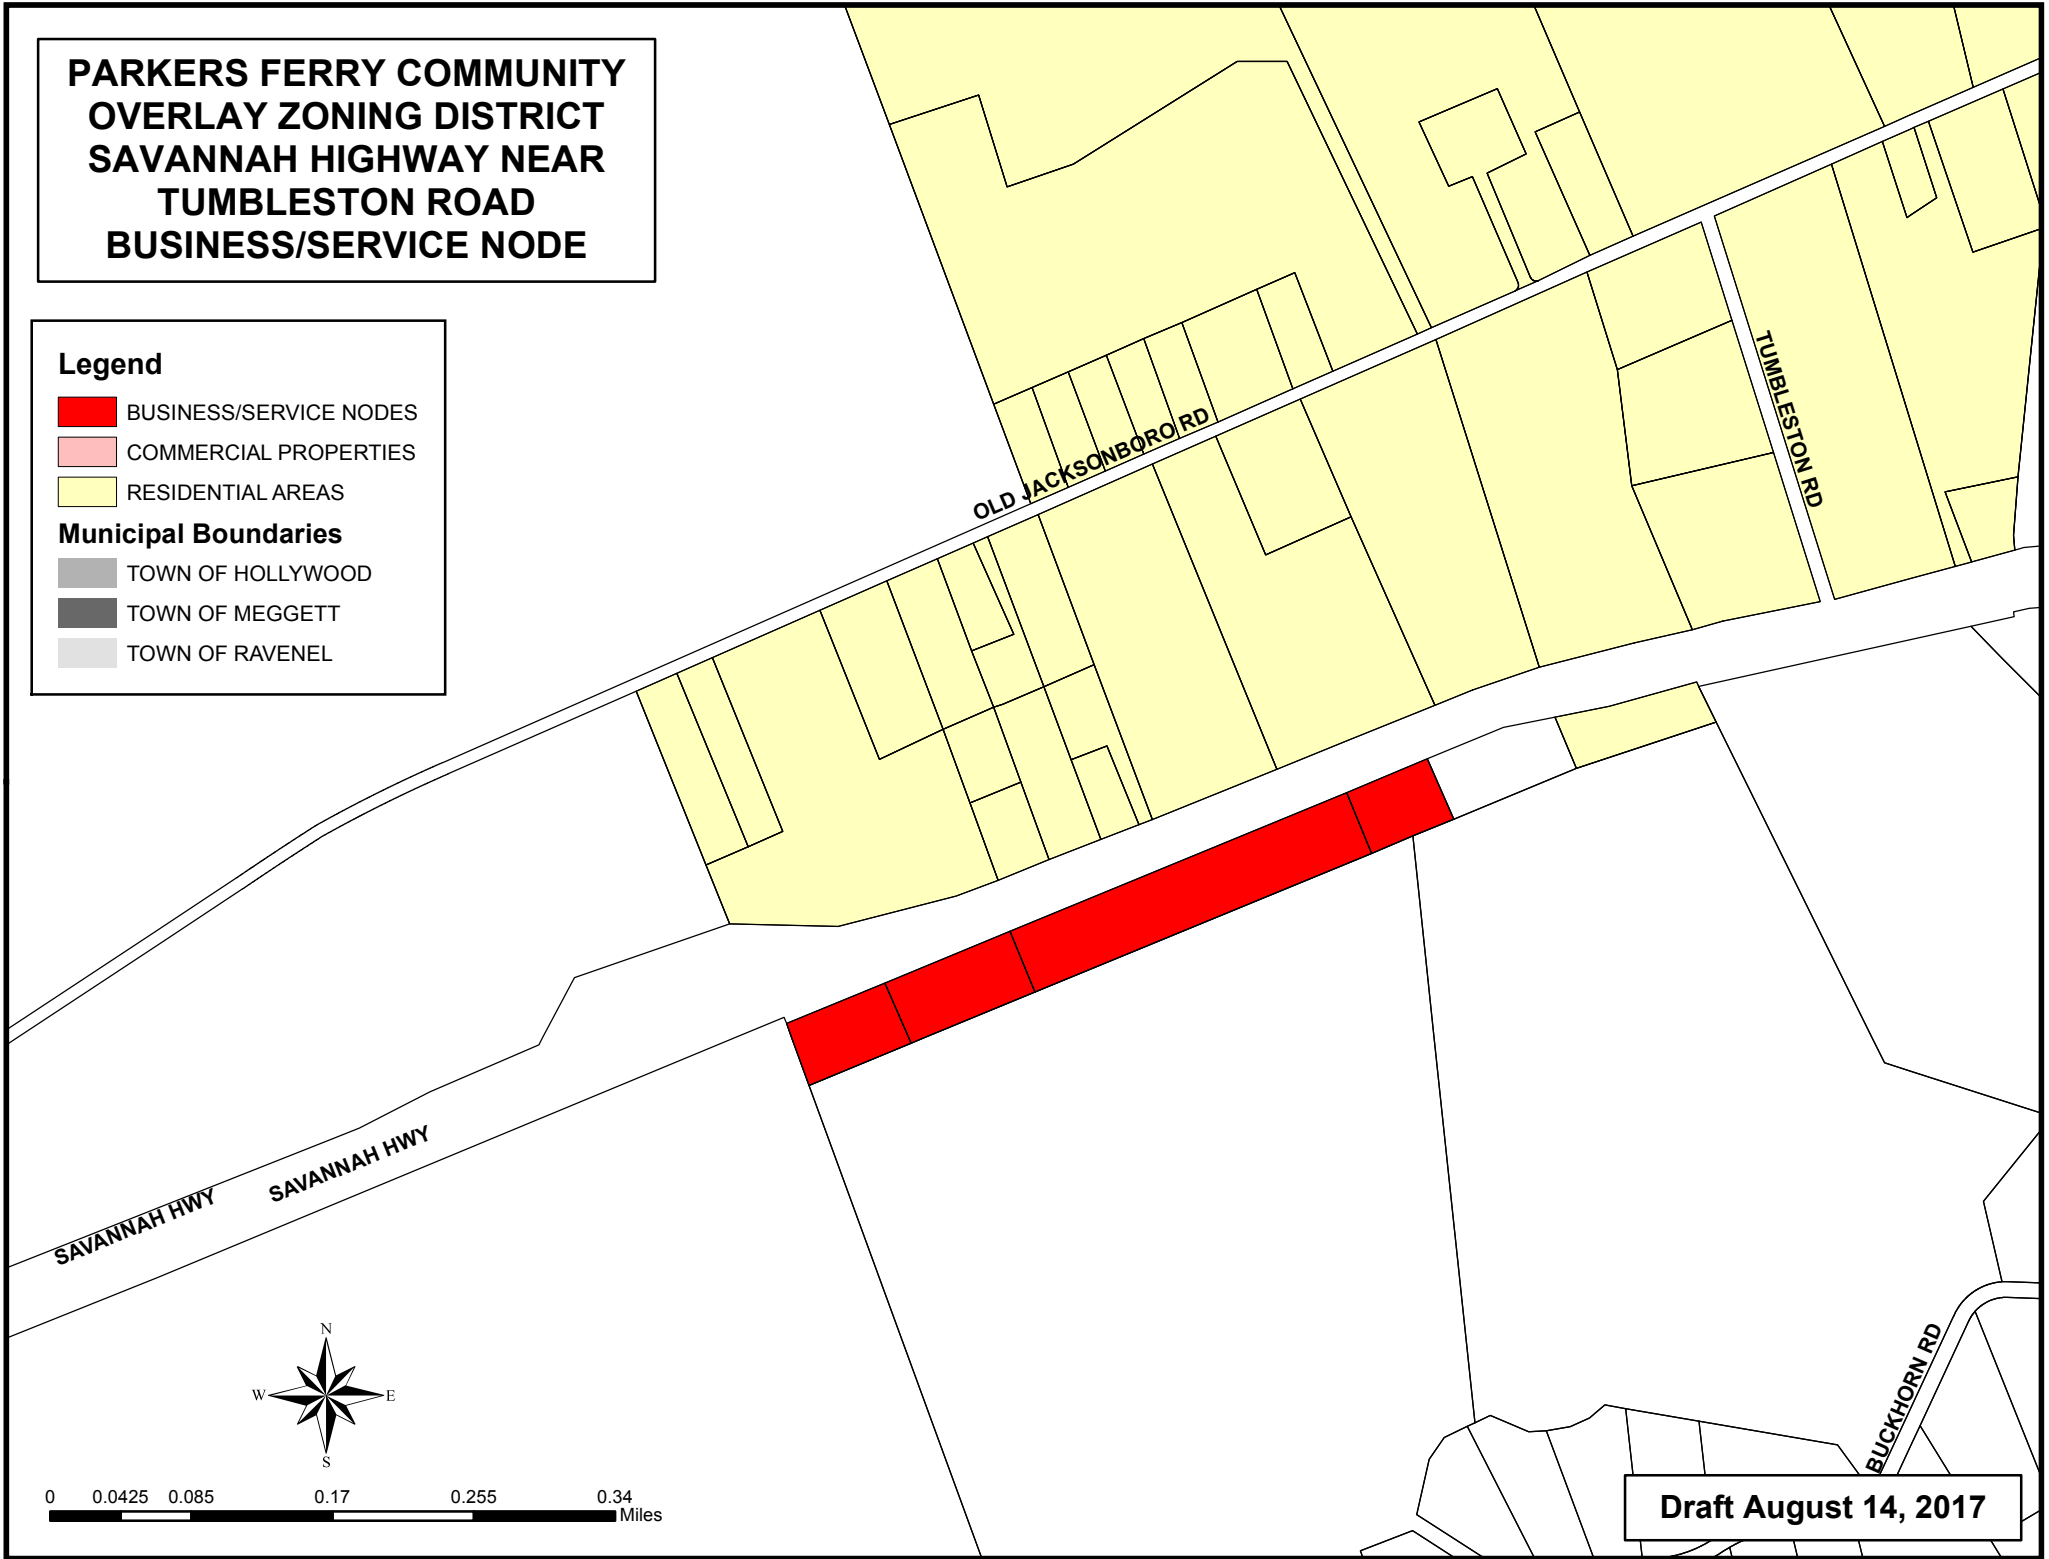 PARKERS FERRY COMMUNITY
OVERLAY ZONING DISTRICT
SAVANNAH HIGHWAY NEAR
TUMBLESTON ROAD
BUSINESS/SERVICE NODE
Legend
BUSINESS/SERVICE NODES
COMMERCIAL PROPERTIES
RESIDENTIAL AREAS
Municipal Boundaries
TOWN OF HOLLYWOOD
TOWN OF MEGGETT
TOWN OF RAVENEL
OLD JACKSONBORO RD
TUMBLESTON RD
SAVANNAH HWY
SAVANNAH HWY
BUCKHORN RD
N
W E
S
0 0.0425 0.085 0.17 0.255 0.34
Miles
Draft August 14, 2017